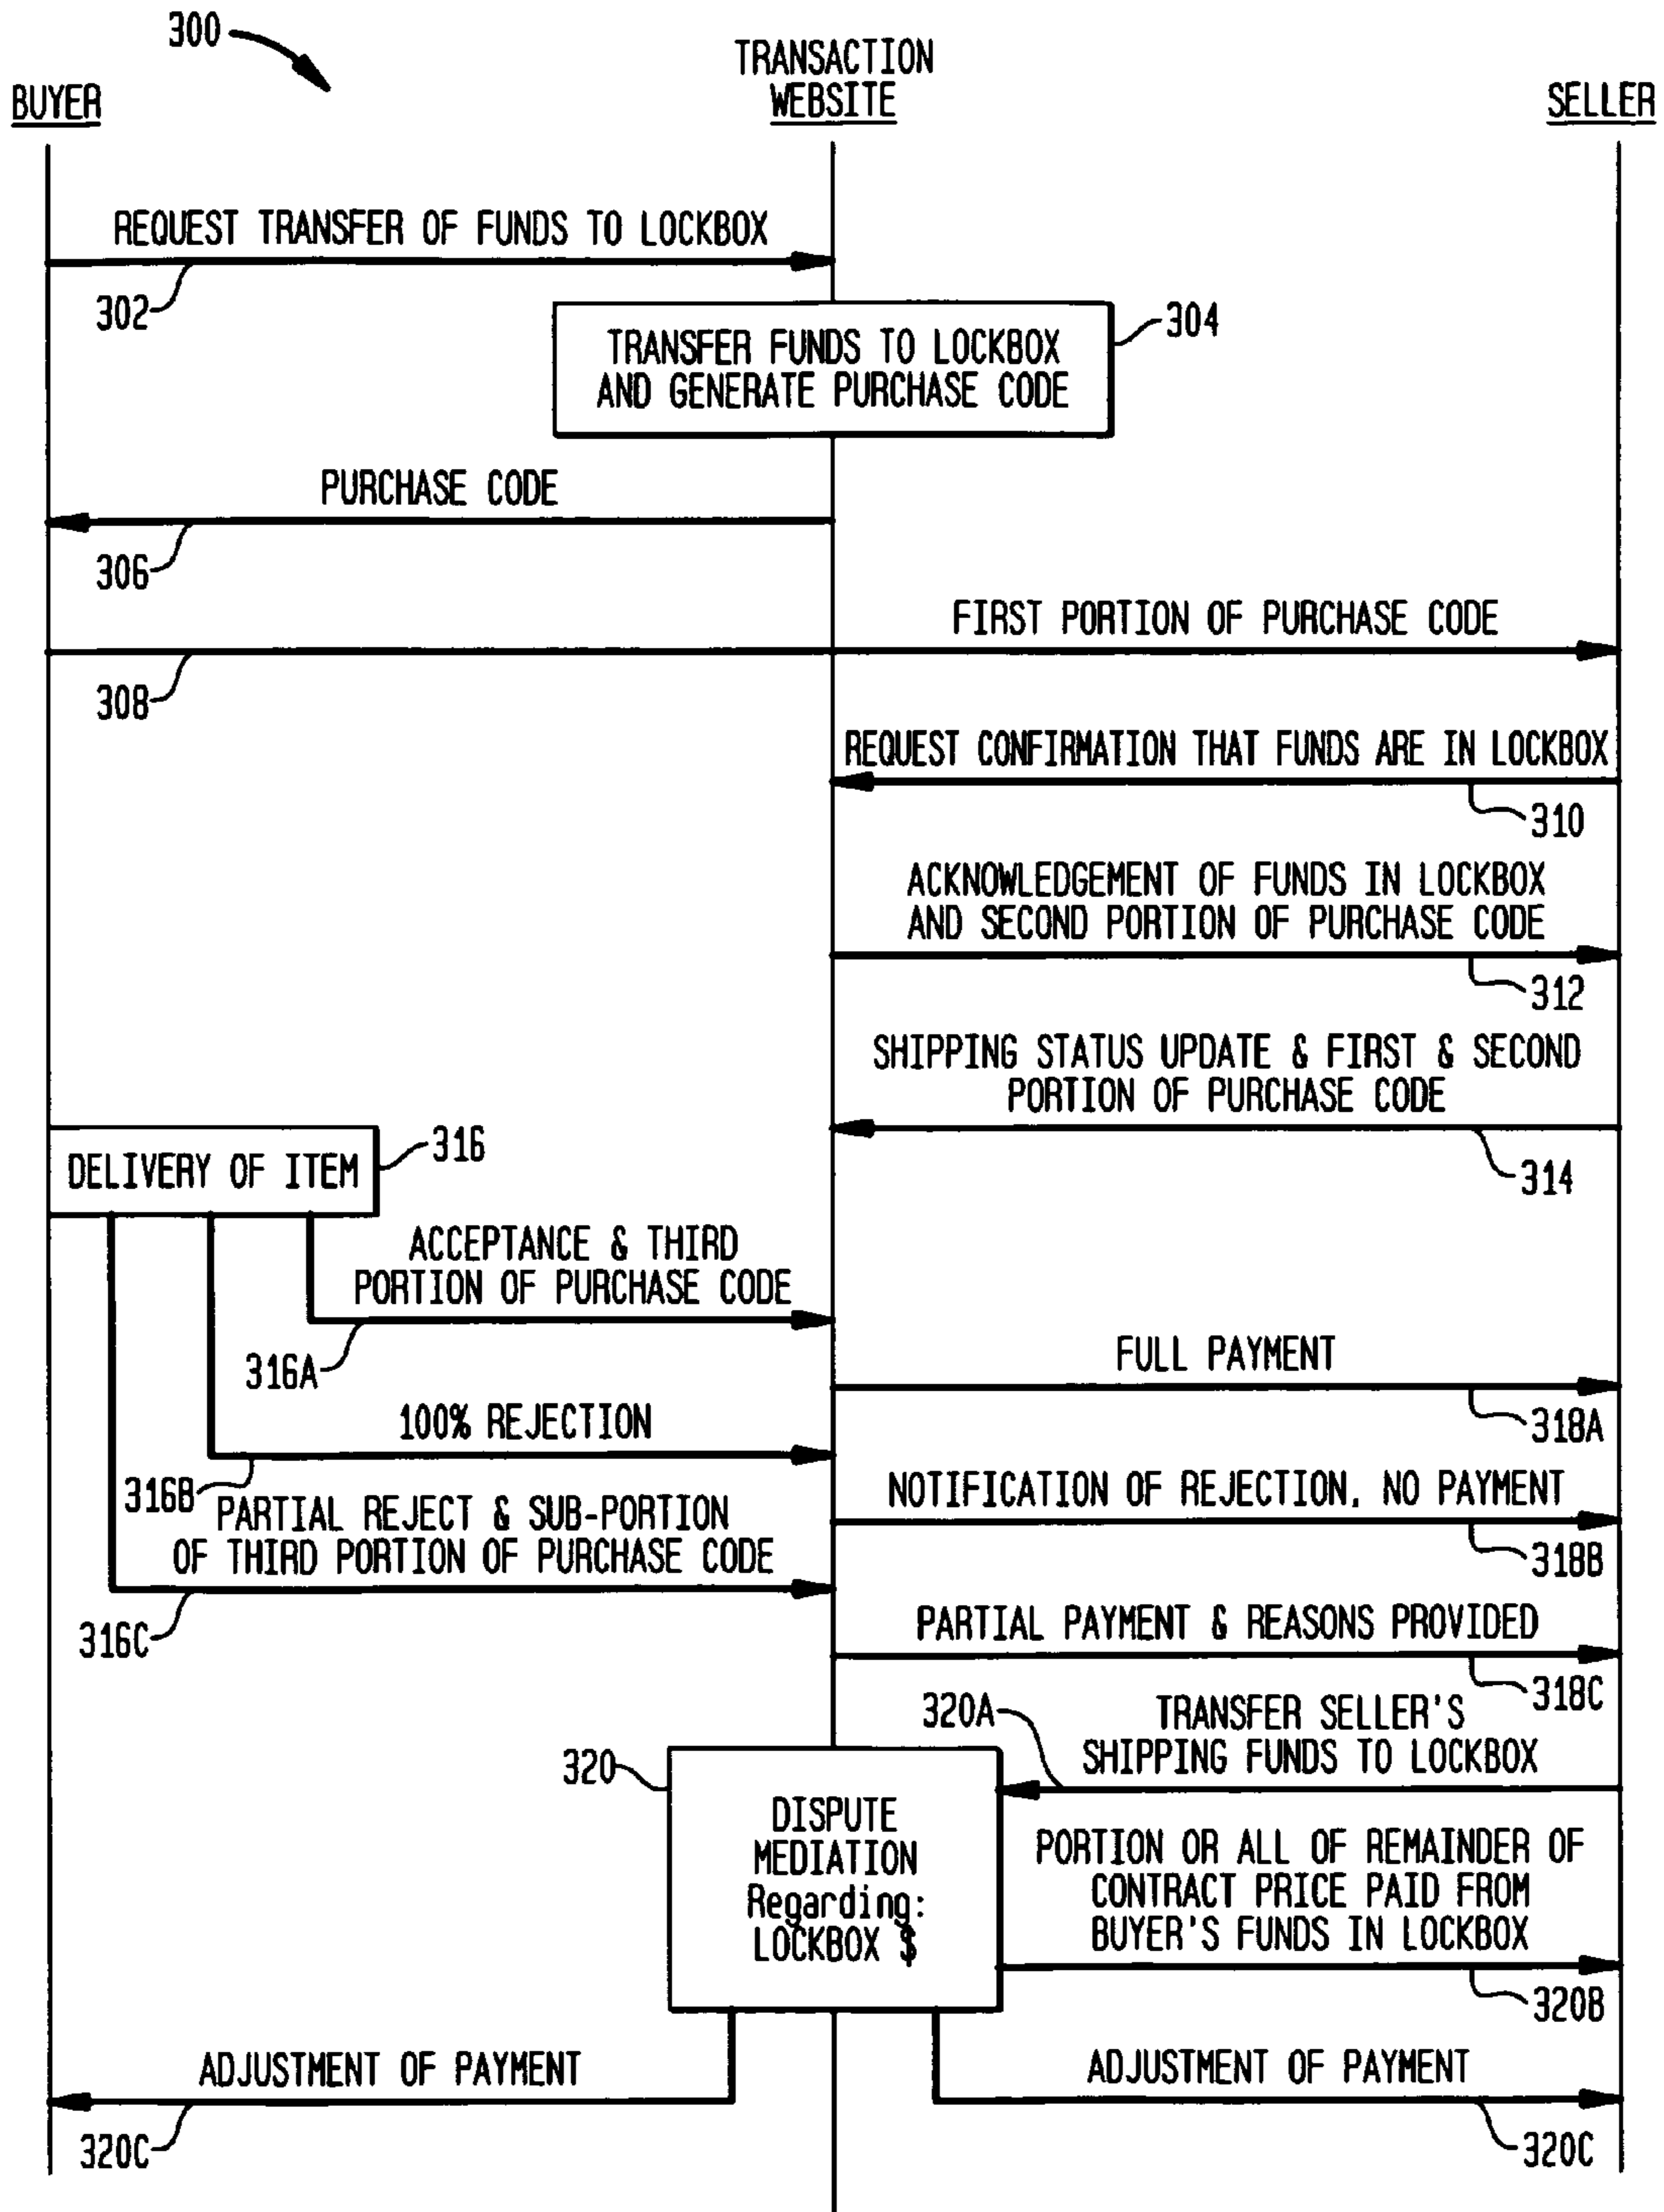 300
BUYER
TRANSACTION
WEBSITE
SELLER
REQUEST TRANSFER OF FUNDS TO LOCKBOX
302
TRANSFER FUNDS TO LOCKBOX
AND GENERATE PURCHASE CODE
304
PURCHASE CODE
306
FIRST PORTION OF PURCHASE CODE
308
REQUEST CONFIRMATION THAT FUNDS ARE IN LOCKBOX
310
ACKNOWLEDGEMENT OF FUNDS IN LOCKBOX
AND SECOND PORTION OF PURCHASE CODE
312
SHIPPING STATUS UPDATE & FIRST & SECOND
PORTION OF PURCHASE CODE
314
DELIVERY OF ITEM
316
ACCEPTANCE & THIRD
PORTION OF PURCHASE CODE
316A
FULL PAYMENT
318A
100% REJECTION
316B
NOTIFICATION OF REJECTION, NO PAYMENT
318B
PARTIAL REJECT & SUB-PORTION
OF THIRD PORTION OF PURCHASE CODE
316C
PARTIAL PAYMENT & REASONS PROVIDED
318C
320A
TRANSFER SELLER'S
SHIPPING FUNDS TO LOCKBOX
320
DISPUTE
MEDIATION
Regarding:
LOCKBOX $
PORTION OR ALL OF REMAINDER OF
CONTRACT PRICE PAID FROM
BUYER'S FUNDS IN LOCKBOX
320B
ADJUSTMENT OF PAYMENT
320C
ADJUSTMENT OF PAYMENT
320C